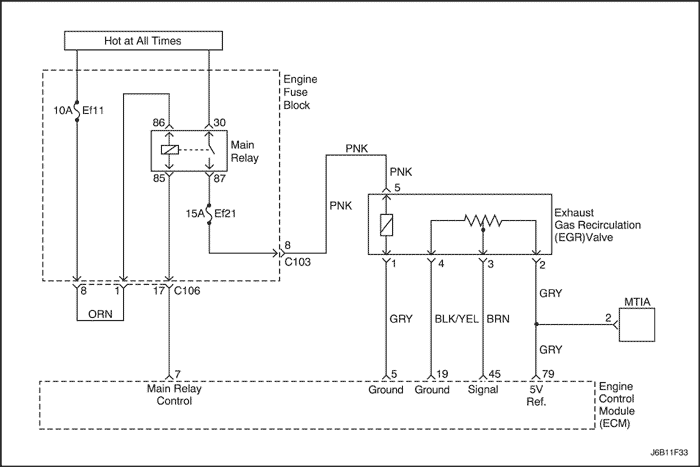 Hot at All Times
Engine
Fuse
Block
10A Ef11
86
30
Main
Relay
85
87
15A Ef21
PNK
PNK
PNK
5
8
C103
Exhaust
Gas Recirculation
(EGR)Valve
1
4
3
2
8
1
17
C106
ORN
GRY
MTIA
2
GRY
BLK/YEL
BRN
GRY
7
5
19
45
79
Main Relay
Control
Ground
Ground
Signal
5V
Ref.
Engine
Control
Module
(ECM)
J6B11F33